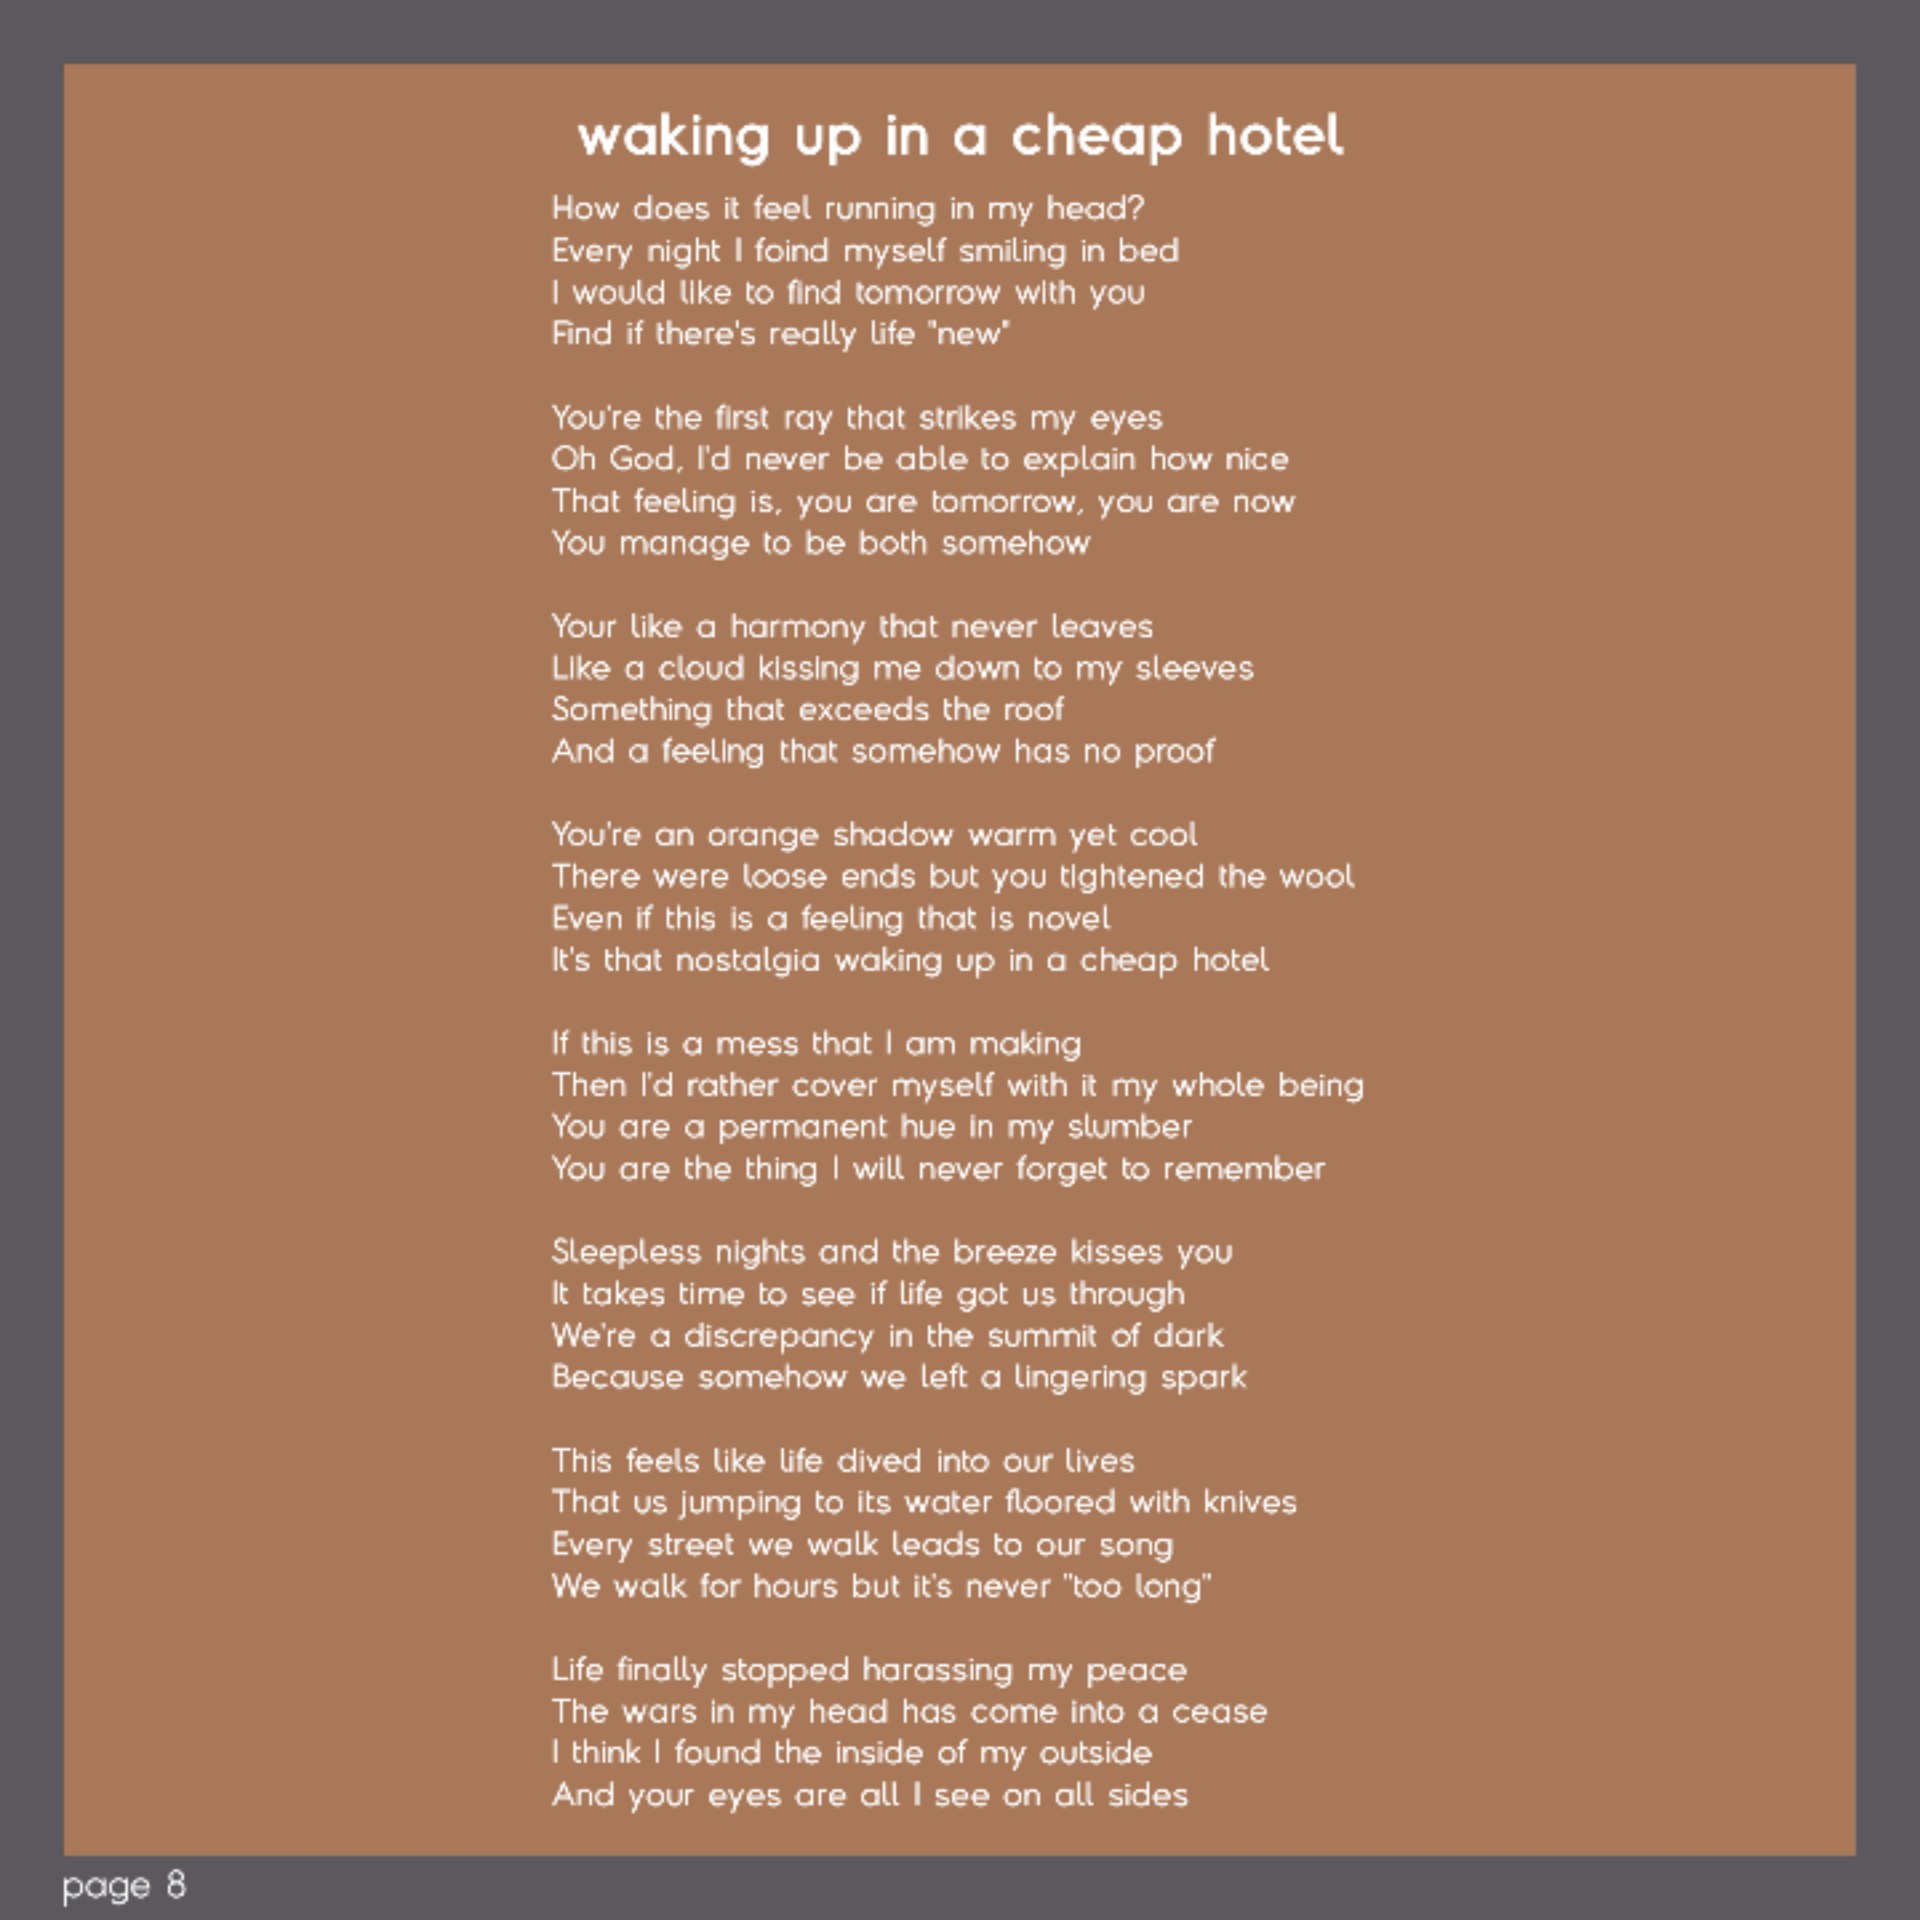 waking up in a cheap hotel
How does it feel running in my head?
Every night I foind myself smiling in bed
I would like to find tomorrow with you
Find if there's really life "new"
You're the first ray that strikes my eyes
Oh God, I'd never be able to explain how nice
That feeling is, you are tomorrow, you are now
You manage to be both somehow
Your like a harmony that never leaves
Like a cloud kissing me down to my sleeves
Something that exceeds the roof
And a feeling that somehow has no proof
You're an orange shadow warm yet cool
There were loose ends but you tightened the wool
Even if this is a feeling that is novel
It's that nostalgia waking up in a cheap hotel
If this is a mess that I am making
Then I'd rather cover myself with it my whole being
You are a permanent hue in my slumber
You are the thing I will never forget to remember
Sleepless nights and the breeze kisses you
It takes time to see if life got us through
We're a discrepancy in the summit of dark
Because somehow we left a lingering spark
This feels like life dived into our lives
That us jumping to its water floored with knives
Every street we walk leads to our song
We walk for hours but it's never "too long"
Life finally stopped harassing my peace
The wars in my head has come into a cease
I think I found the inside of my outside
And your eyes are all I see on all sides
page 8